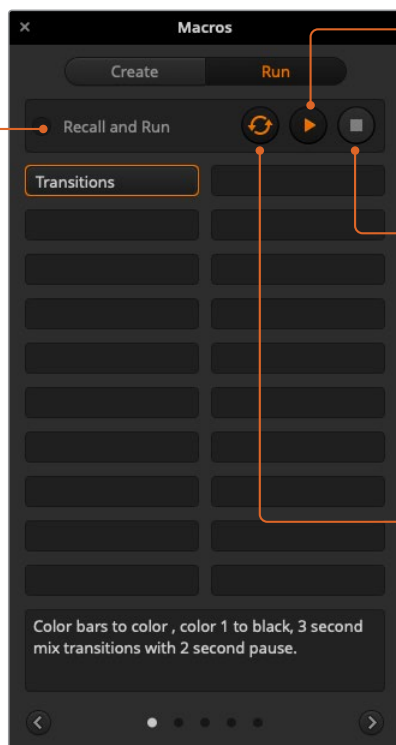 Macros
Create
Run
Recall and Run
Transitions
Color bars to color , color 1 to black, 3 second
mix transitions with 2 second pause.